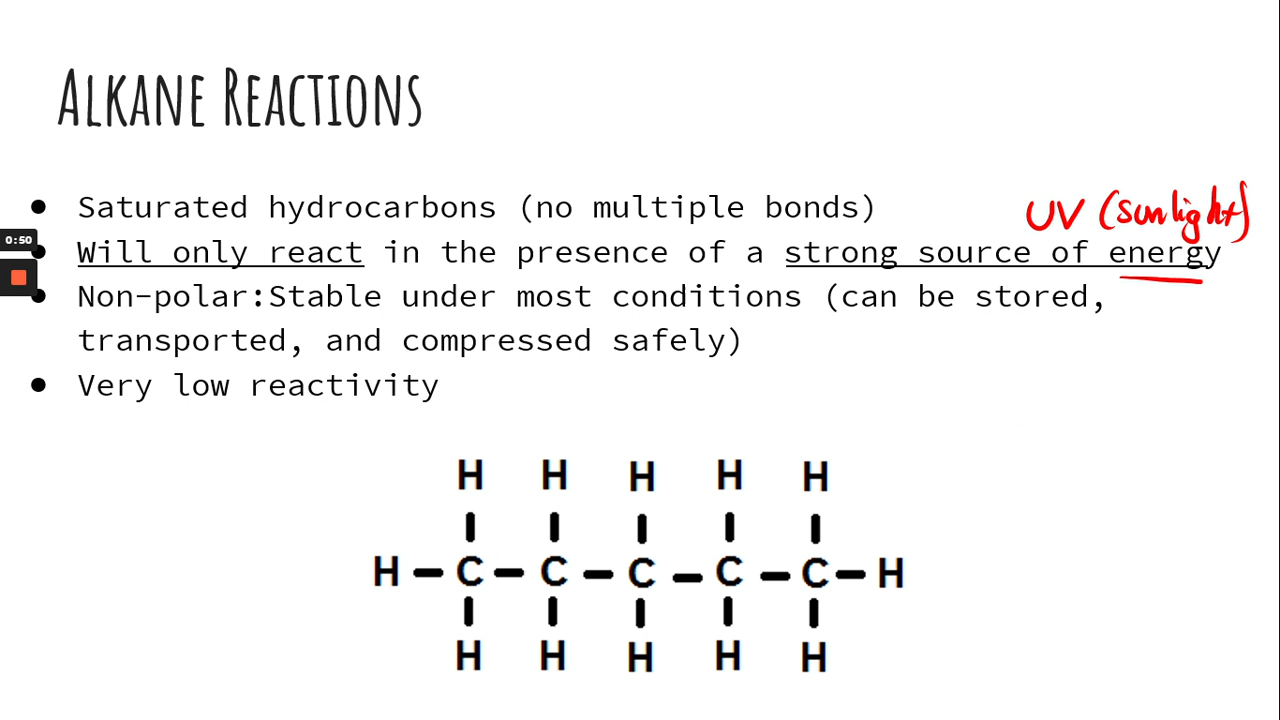 Alkane Reactions
● Saturated hydrocarbons (no multiple bonds)
UV (sunlight)
● Will only react in the presence of a strong source of energy
0:50
● Non-polar:Stable under most conditions (can be stored,
transported, and compressed safely)
● Very low reactivity
H H H H H
H – C – C – C – C – C – H
H H H H H